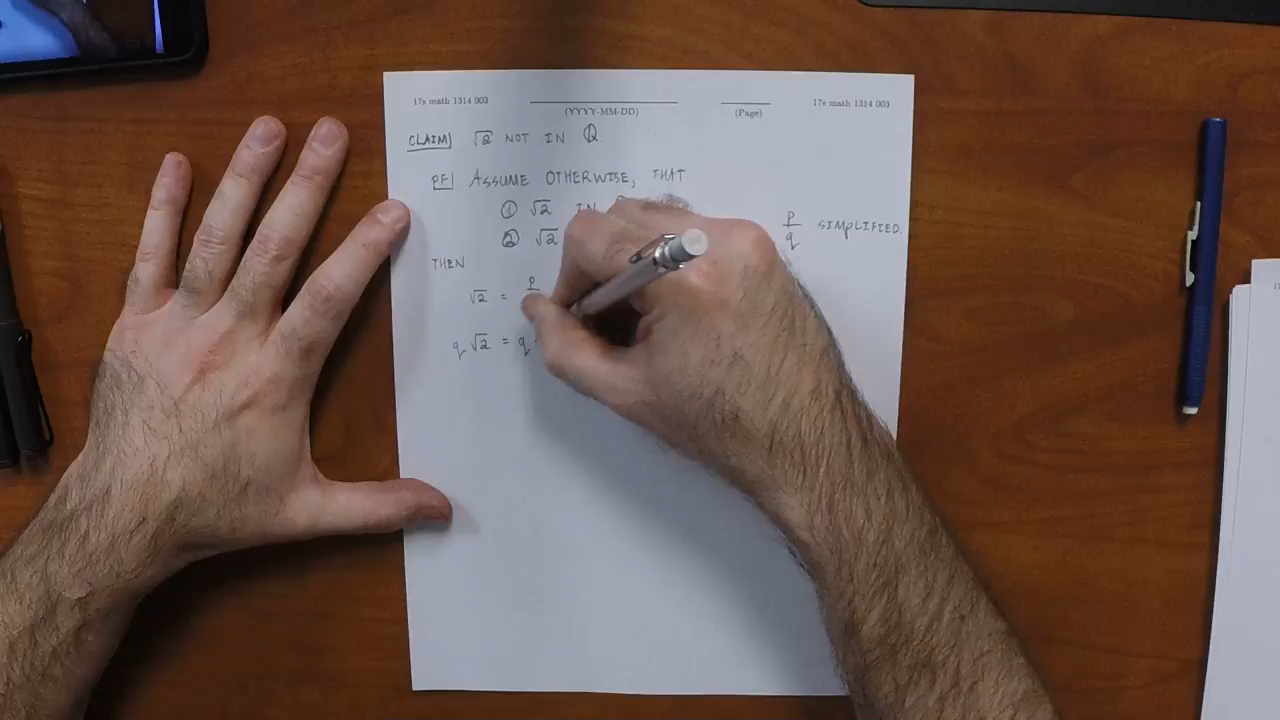 17s math 1314 003 (YYYY-MM-DD) (Page) 17s math 1314 003
CLAIM √2 NOT IN ℚ.
PF ASSUME OTHERWISE, THAT
① √2 IN
② √2 p/q SIMPLIFIED.
THEN
√2 = p
q √2 = q